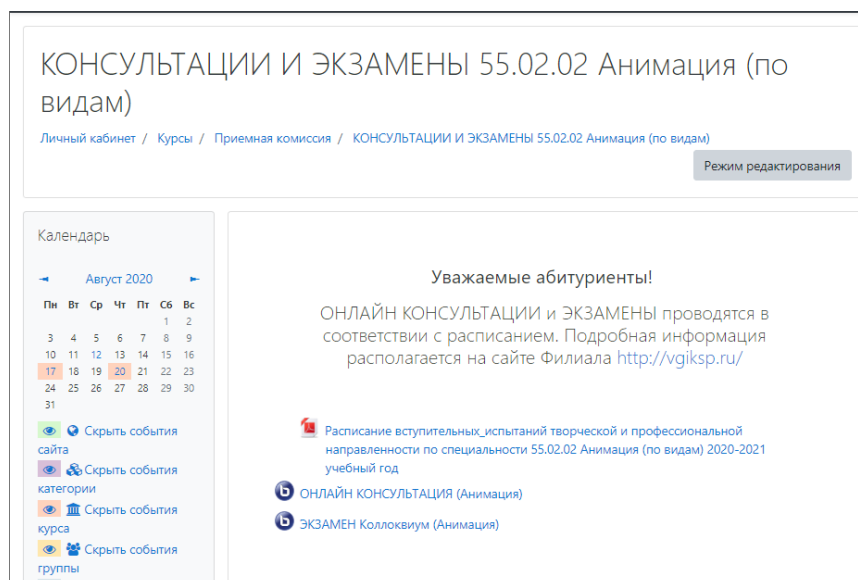 КОНСУЛЬТАЦИИ И ЭКЗАМЕНЫ 55.02.02 Анимация (по
видам)
Личный кабинет / Курсы / Приемная комиссия / КОНСУЛЬТАЦИИ И ЭКЗАМЕНЫ 55.02.02 Анимация (по видам)
Режим редактирования
Календарь
◄ Август 2020 ►
Пн Вт Ср Чт Пт Сб Вс
1 2
3 4 5 6 7 8 9
10 11 12 13 14 15 16
17 18 19 20 21 22 23
24 25 26 27 28 29 30
31
Скрыть события
сайта
Скрыть события
категории
Скрыть события
курса
Скрыть события
группы
Уважаемые абитуриенты!
ОНЛАЙН КОНСУЛЬТАЦИИ и ЭКЗАМЕНЫ проводятся в
соответствии с расписанием. Подробная информация
располагается на сайте Филиала http://vgiksp.ru/
Расписание вступительных_испытаний творческой и профессиональной
направленности по специальности 55.02.02 Анимация (по видам) 2020-2021
учебный год
ОНЛАЙН КОНСУЛЬТАЦИЯ (Анимация)
ЭКЗАМЕН Коллоквиум (Анимация)